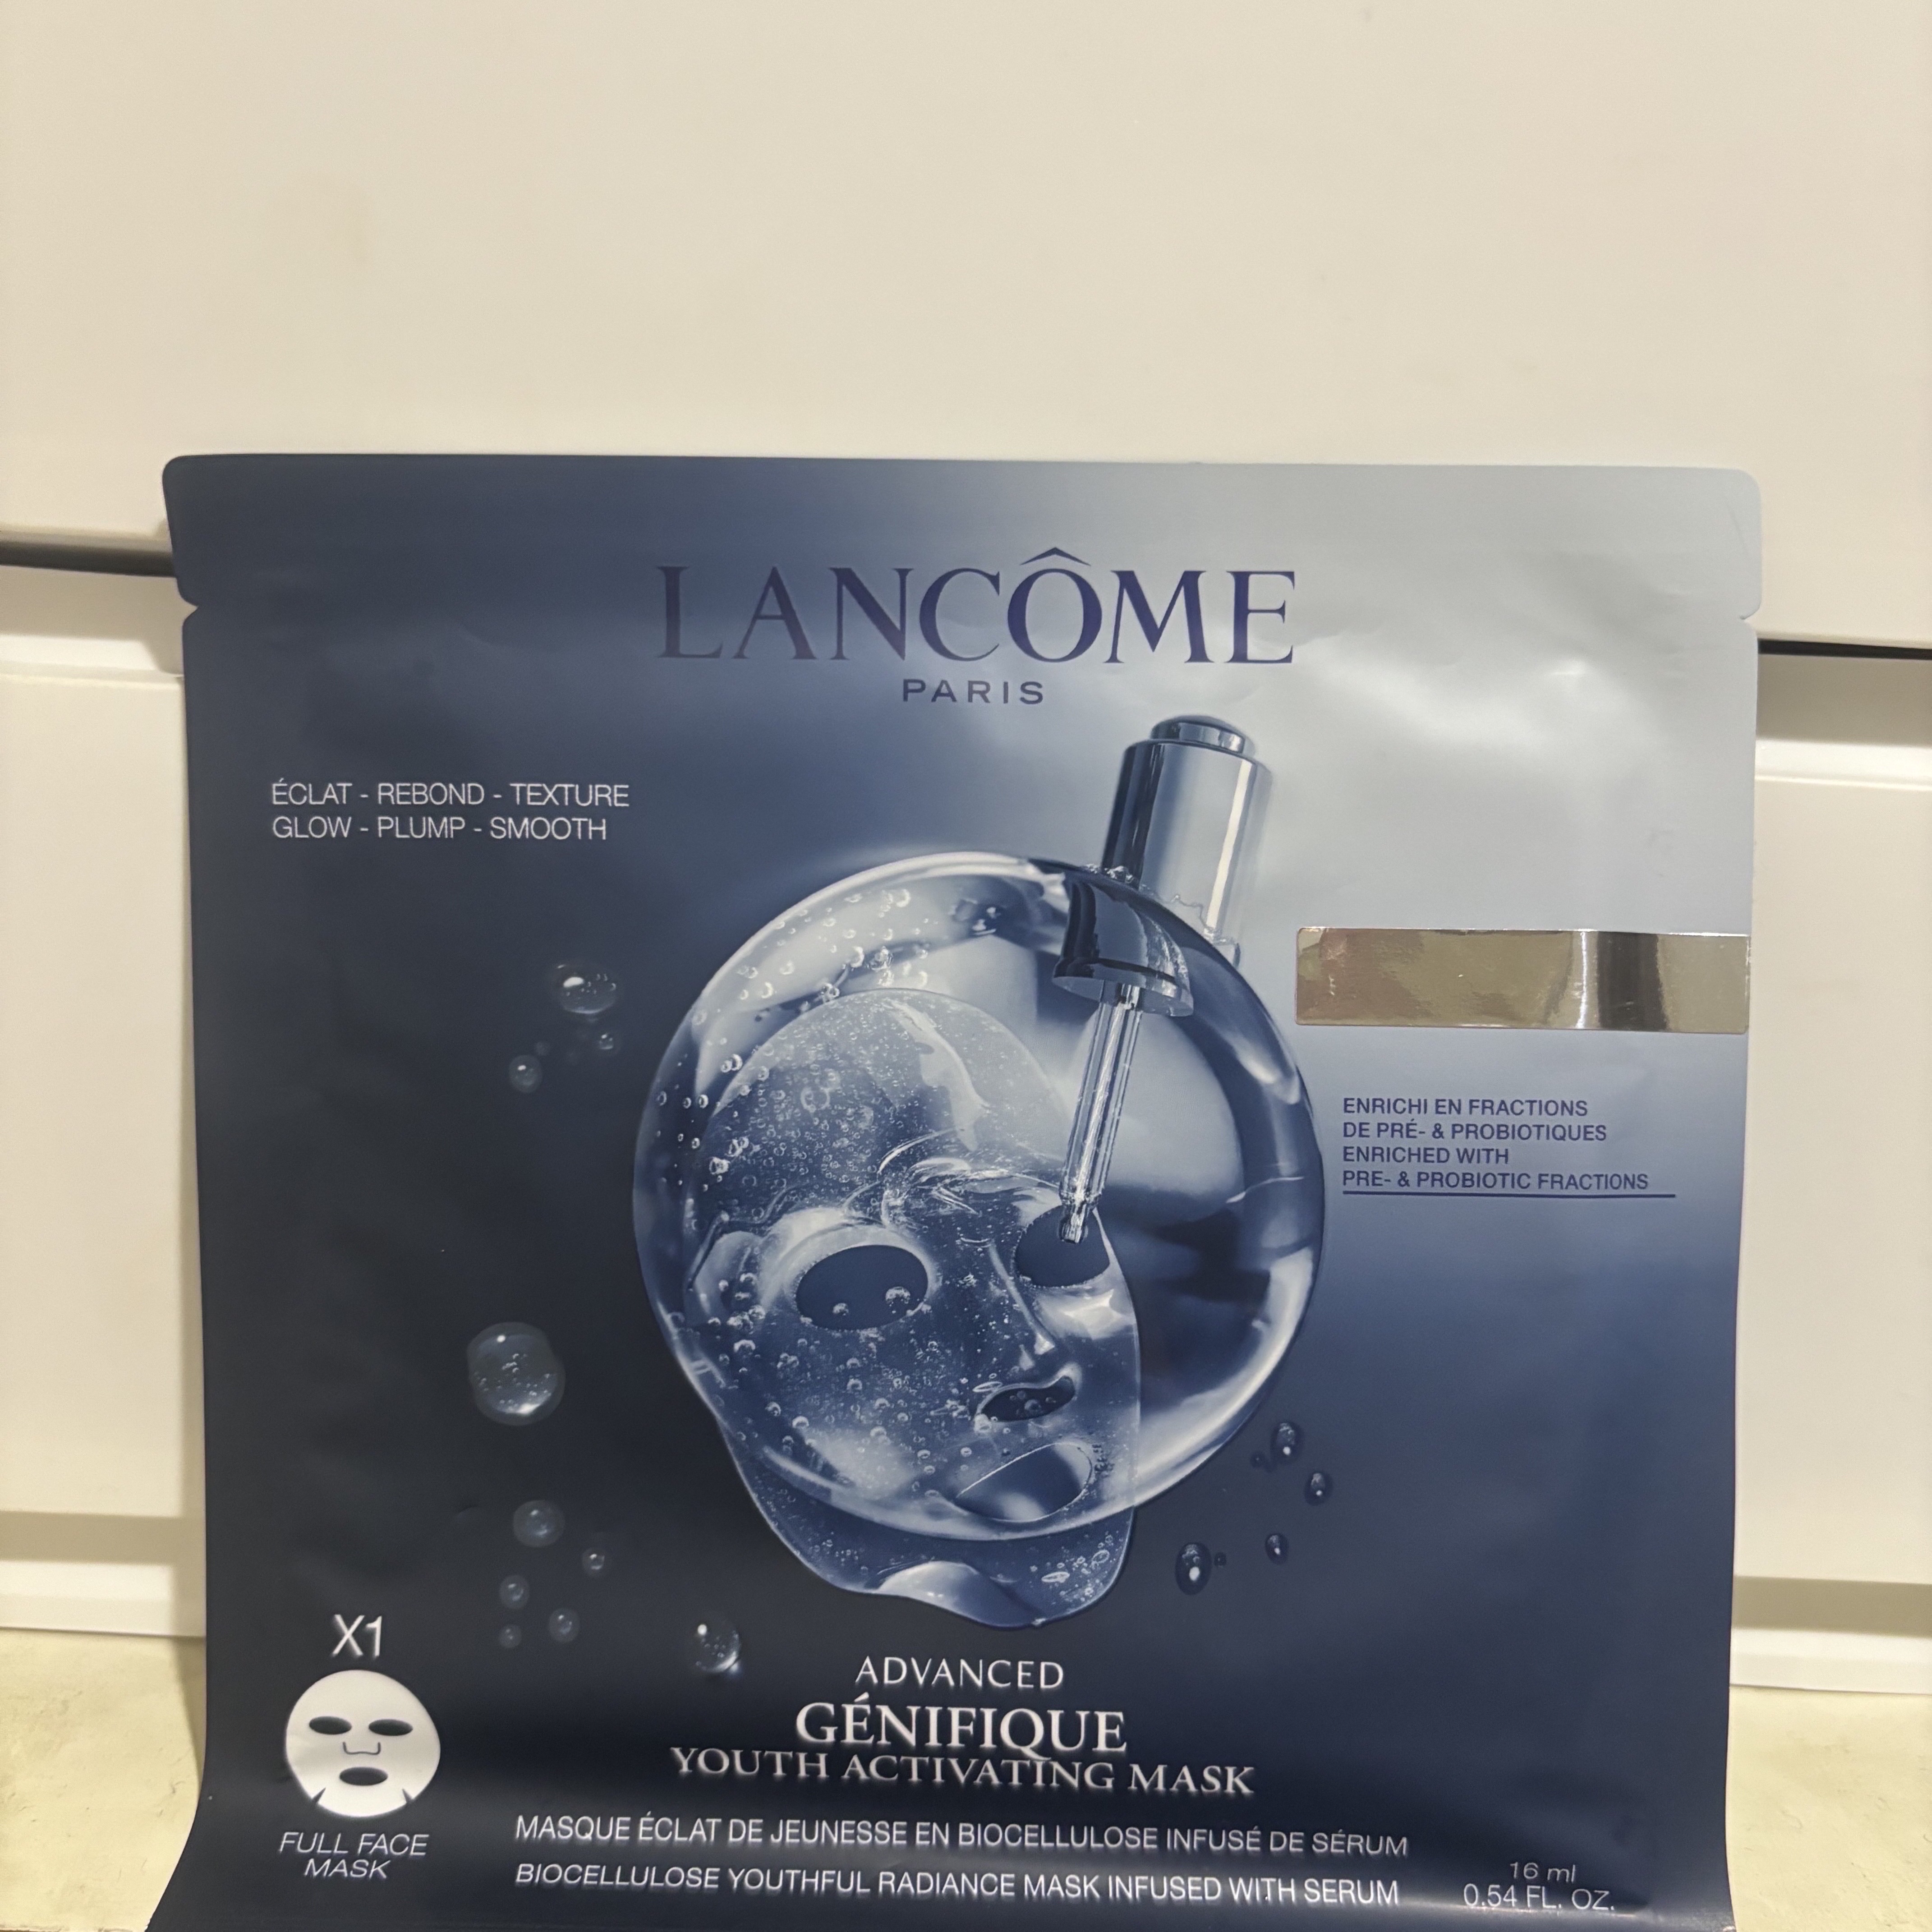 LANCÔME
PARIS
ÉCLAT - REBOND - TEXTURE
GLOW - PLUMP - SMOOTH
ENRICHI EN FRACTIONS
DE PRÉ- & PROBIOTIQUES
ENRICHED WITH
PRE- & PROBIOTIC FRACTIONS
X1
FULL FACE
MASK
ADVANCED
GÉNIFIQUE
YOUTH ACTIVATING MASK
MASQUE ÉCLAT DE JEUNESSE EN BIOCELLULOSE INFUSÉ DE SÉRUM
BIOCELLULOSE YOUTHFUL RADIANCE MASK INFUSED WITH SERUM
16 ml
0.54 FL. OZ.